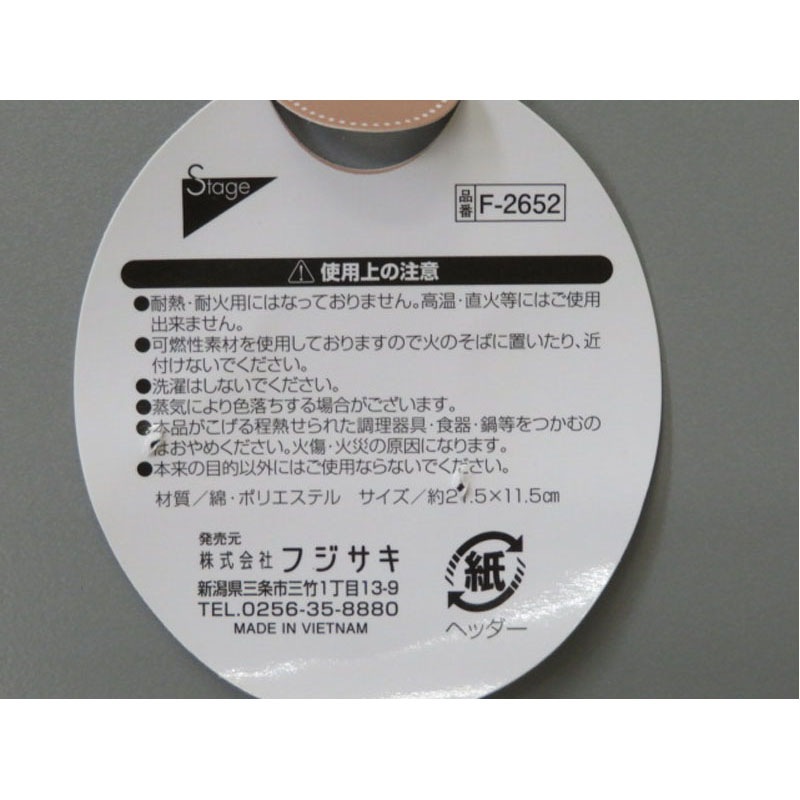 Stage
品番 F-2652
⚠使用上の注意
●耐熱・耐火用にはなっておりません。高温・直火等にはご使用
出来ません。
●可燃性素材を使用しておりますので火のそばに置いたり、近
付けないでください。
●洗濯はしないでください。
●蒸気により色落ちする場合がございます。
●本品がこげる程熱せられた調理器具・食器・鍋等をつかむの
はおやめください。火傷・火災の原因になります。
●本来の目的以外にはご使用ならないでください。
材質／綿・ポリエステル サイズ／約21.5×11.5㎝
発売元
株式会社フジサキ
新潟県三条市三竹1丁目13-9
TEL.0256-35-8880
MADE IN VIETNAM
紙
ヘッダー